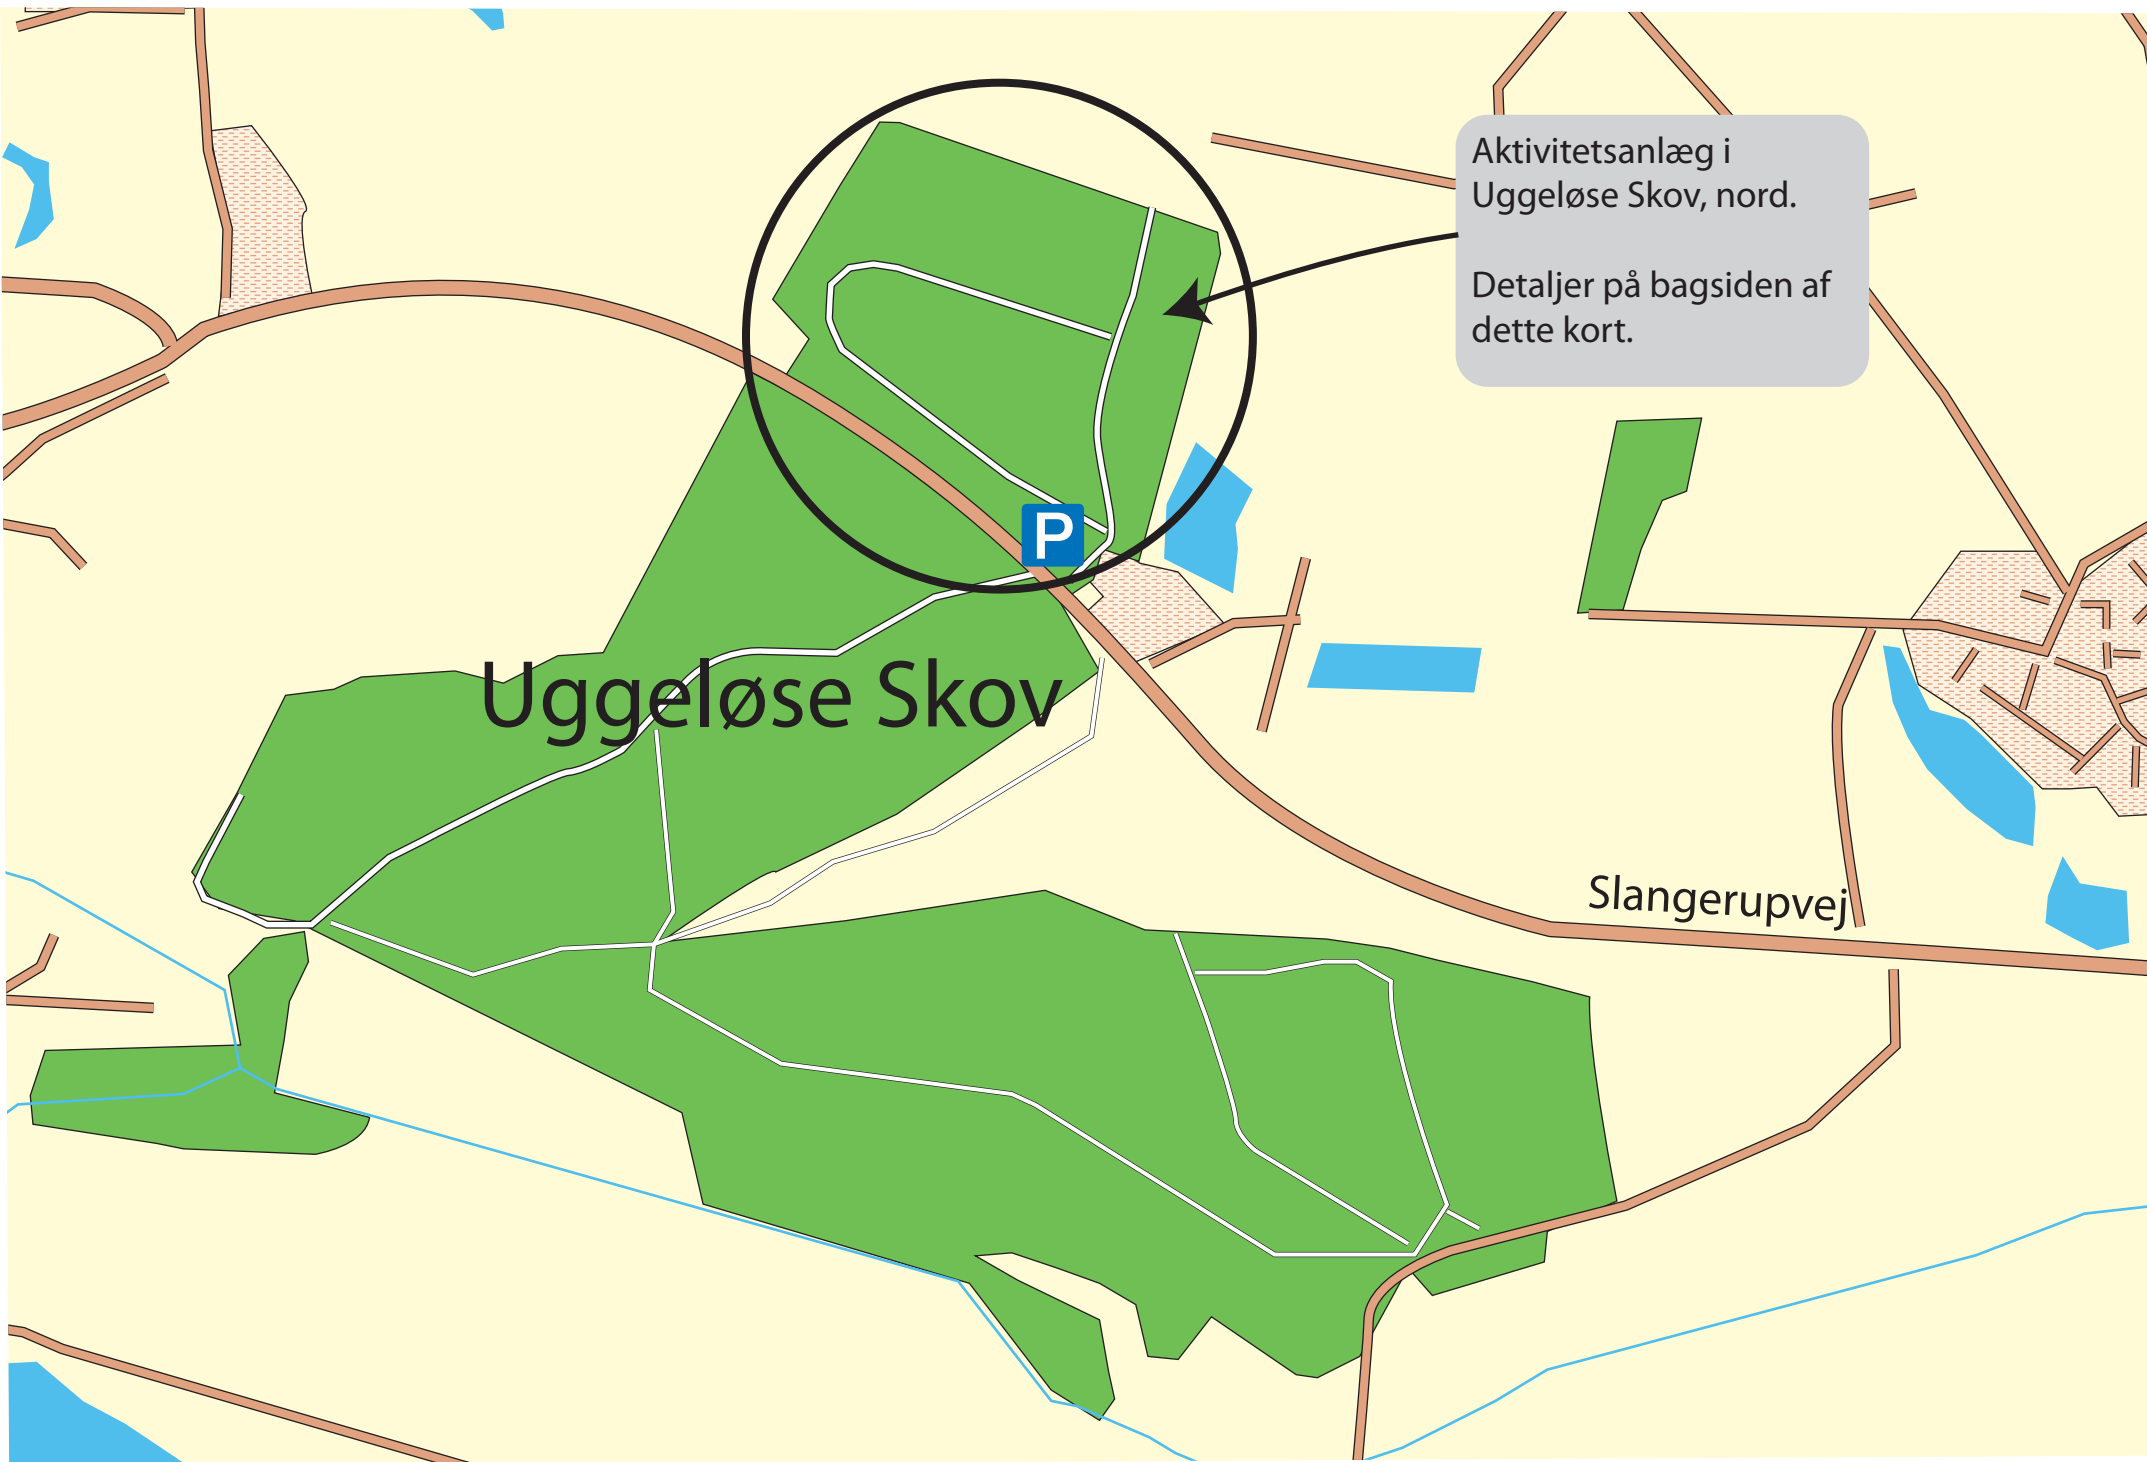 Aktivitetsanlæg i
Uggeløse Skov, nord.
Detaljer på bagsiden af
dette kort.
P
Uggeløse Skov
Slangerupvej